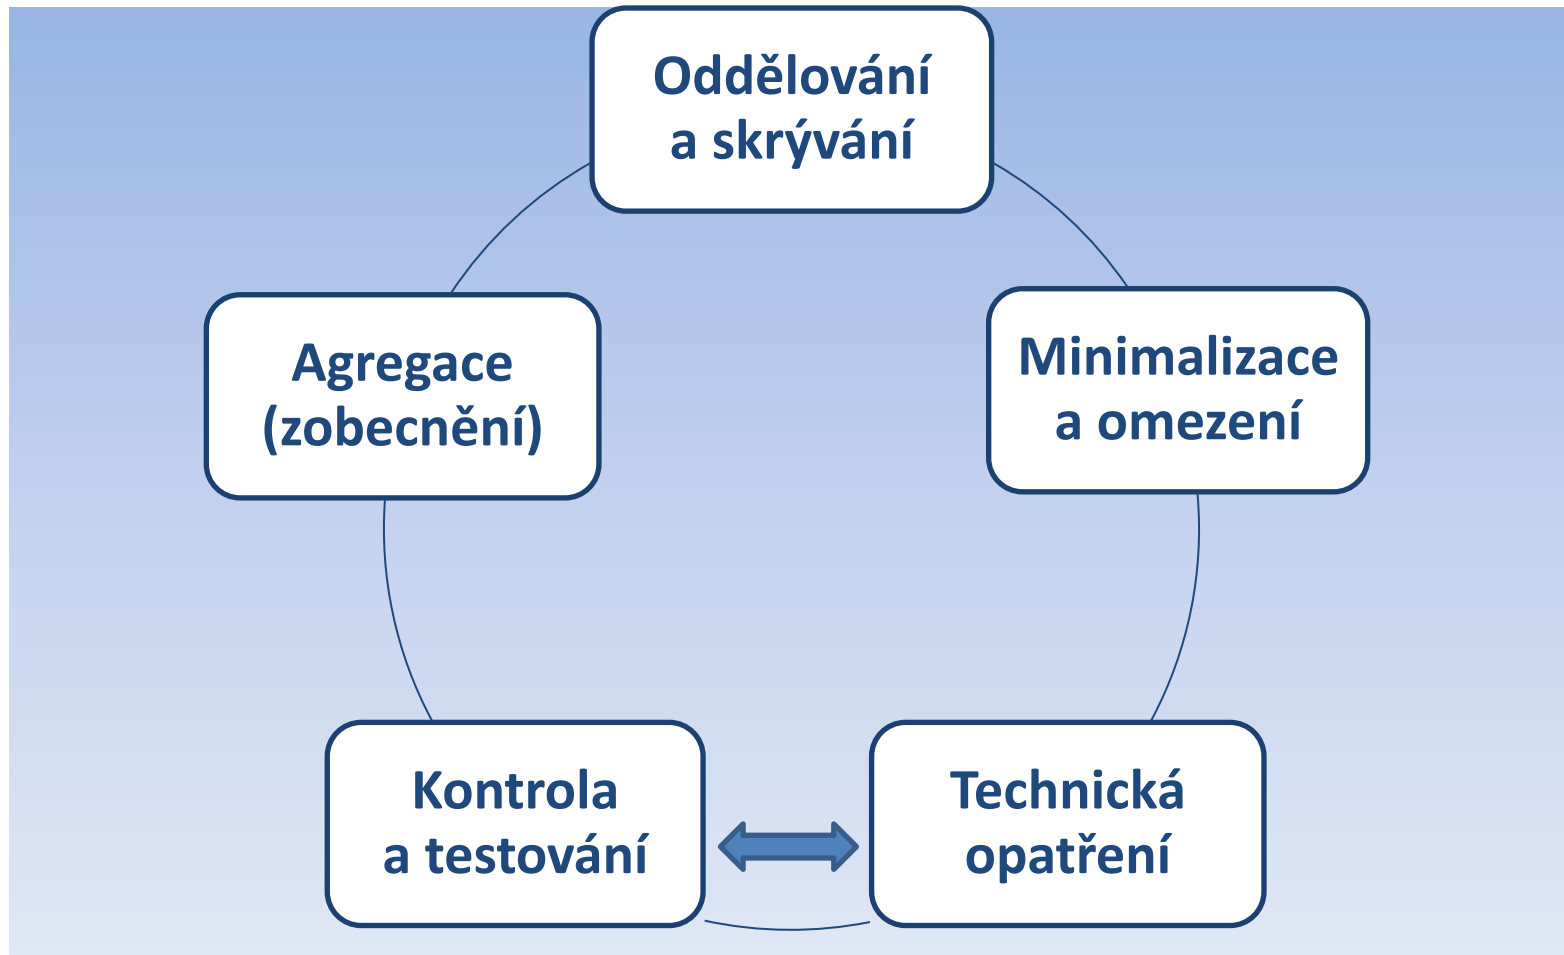 Oddělování
a skrývání
Agregace
(zobecnění)
Minimalizace
a omezení
Kontrola
a testování
Technická
opatření